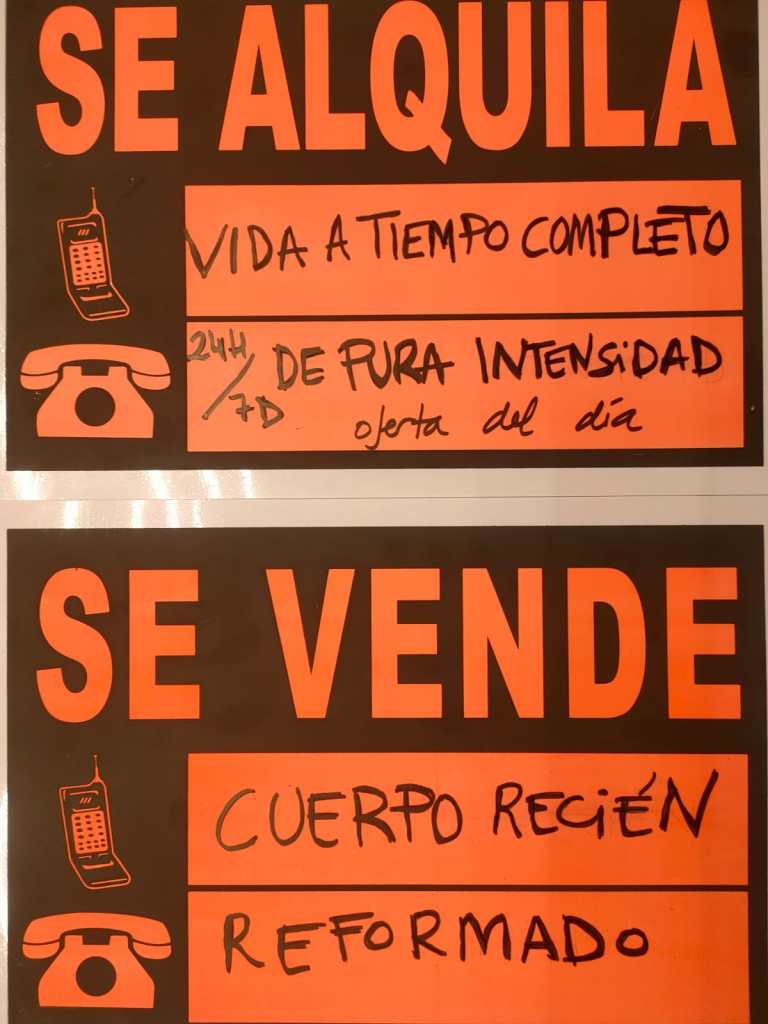 SE ALQUILA
VIDA A TIEMPO COMPLETO
24H/7D DE PURA INTENSiDAD
oferta del día
SE VENDE
CUERPO RECiÉN
REFORMADO